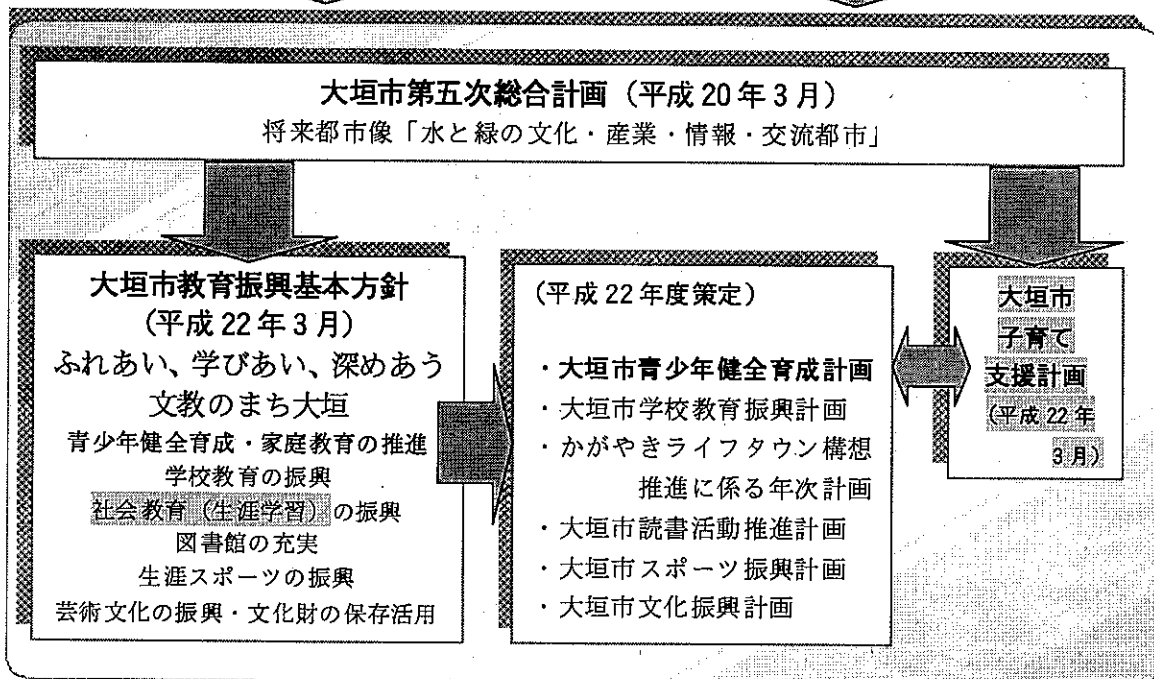 大垣市第五次総合計画（平成20年3月）
将来都市像「水と緑の文化・産業・情報・交流都市」
大垣市教育振興基本方針
（平成22年3月）
ふれあい、学びあい、深めあう
文教のまち大垣
青少年健全育成・家庭教育の推進
学校教育の振興
社会教育（生涯学習）の振興
図書館の充実
生涯スポーツの振興
芸術文化の振興・文化財の保存活用
（平成22年度策定）
・大垣市青少年健全育成計画
・大垣市学校教育振興計画
・かがやきライフタウン構想
推進に係る年次計画
・大垣市読書活動推進計画
・大垣市スポーツ振興計画
・大垣市文化振興計画
大垣市
子育て
支援計画
（平成22年
3月）